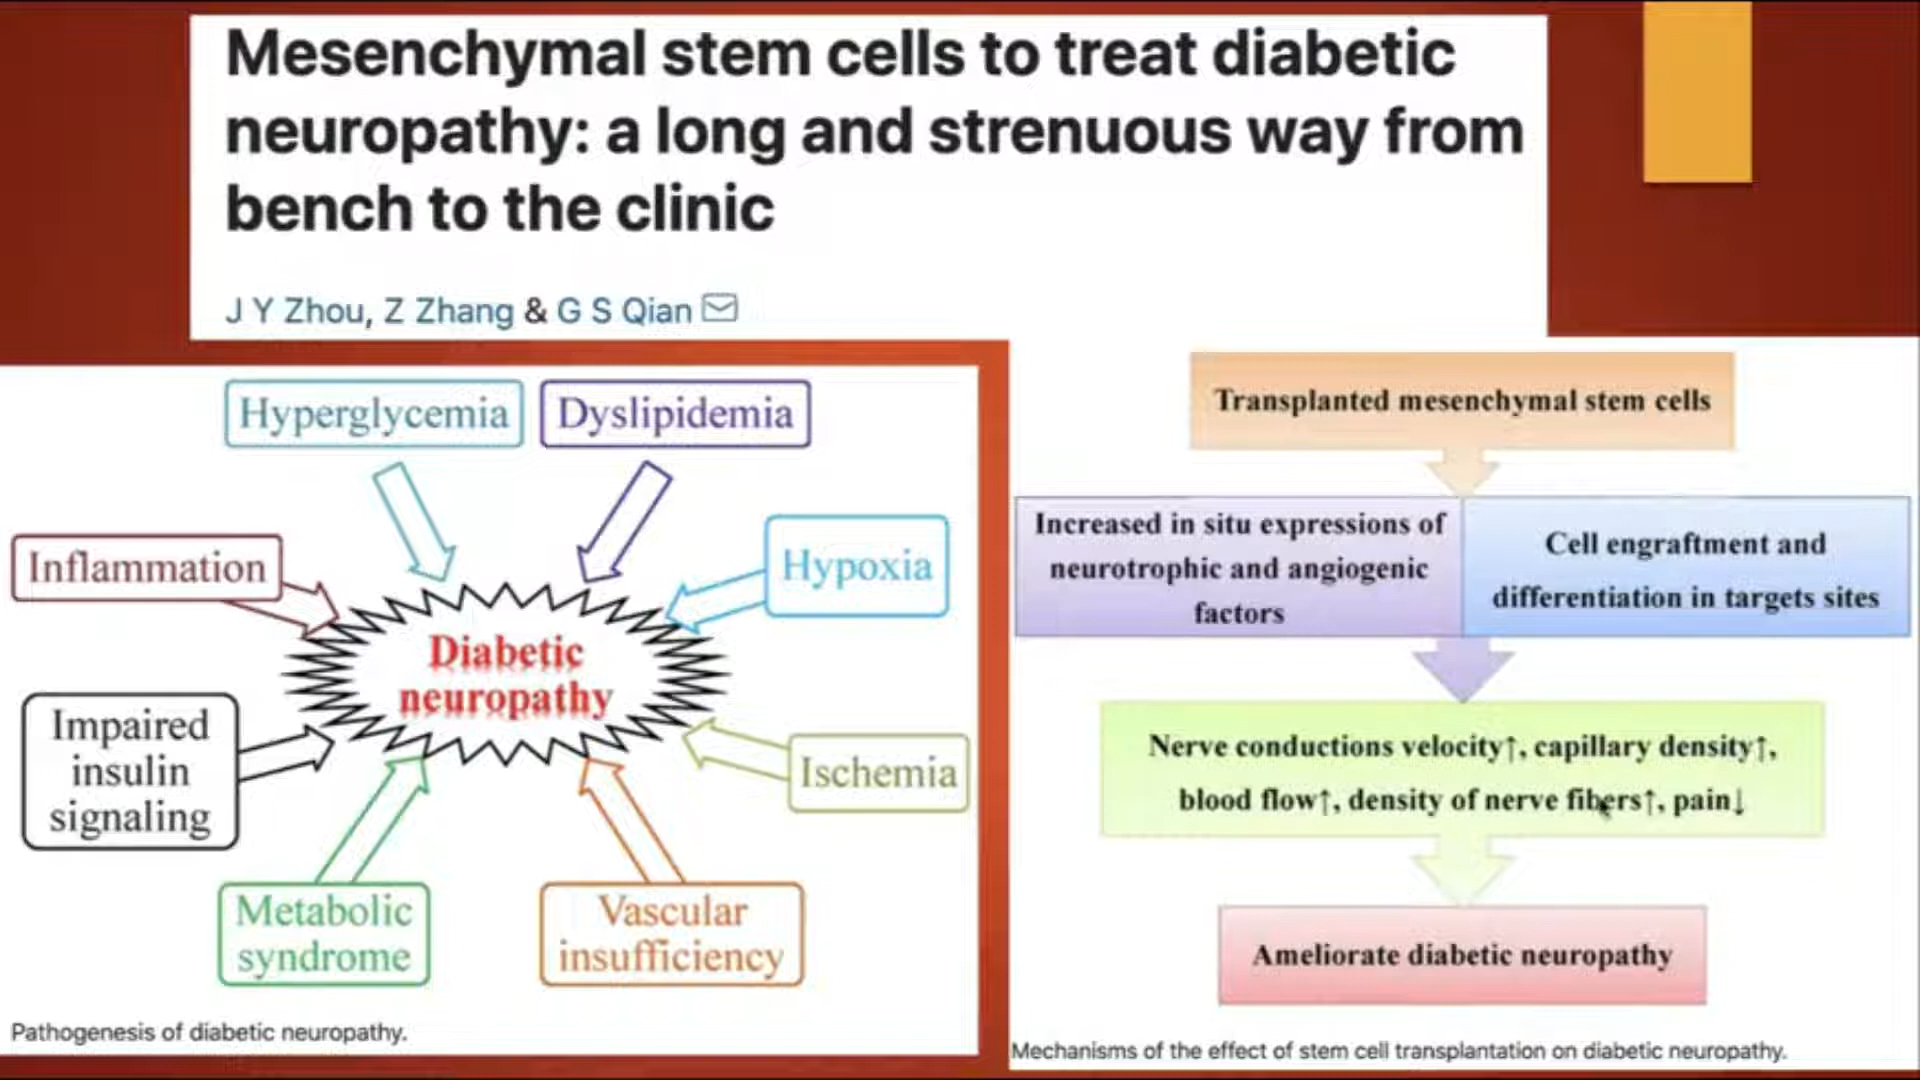 Mesenchymal stem cells to treat diabetic
neuropathy: a long and strenuous way from
bench to the clinic
J Y Zhou, Z Zhang & G S Qian
Hyperglycemia
Dyslipidemia
Inflammation
Hypoxia
Diabetic
neuropathy
Impaired
insulin
signaling
Ischemia
Metabolic
syndrome
Vascular
insufficiency
Pathogenesis of diabetic neuropathy.
Transplanted mesenchymal stem cells
Increased in situ expressions of
neurotrophic and angiogenic
factors
Cell engraftment and
differentiation in targets sites
Nerve conductions velocity↑, capillary density↑,
blood flow↑, density of nerve fibers↑, pain↓
Ameliorate diabetic neuropathy
Mechanisms of the effect of stem cell transplantation on diabetic neuropathy.